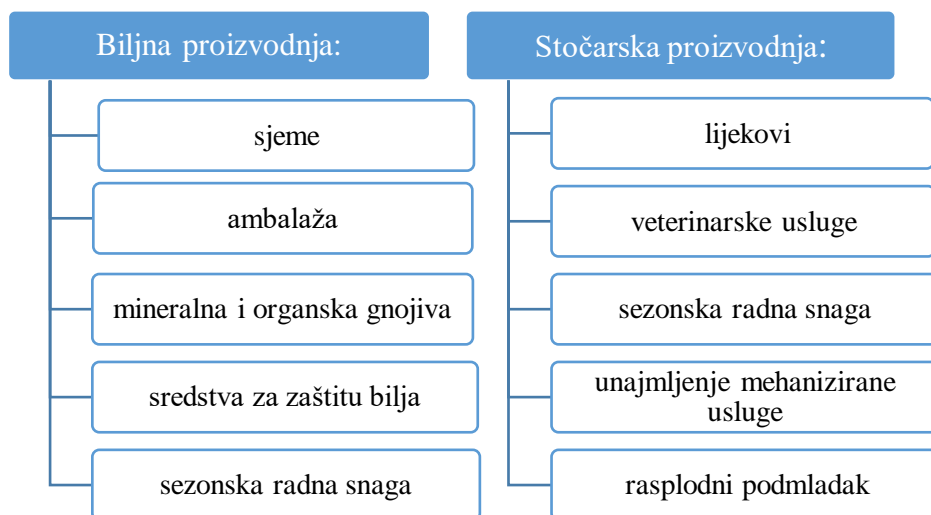 Biljna proizvodnja:
sjeme
ambalaža
mineralna i organska gnojiva
sredstva za zaštitu bilja
sezonska radna snaga
Stočarska proizvodnja:
lijekovi
veterinarske usluge
sezonska radna snaga
unajmljenje mehanizirane
usluge
rasplodni podmladak